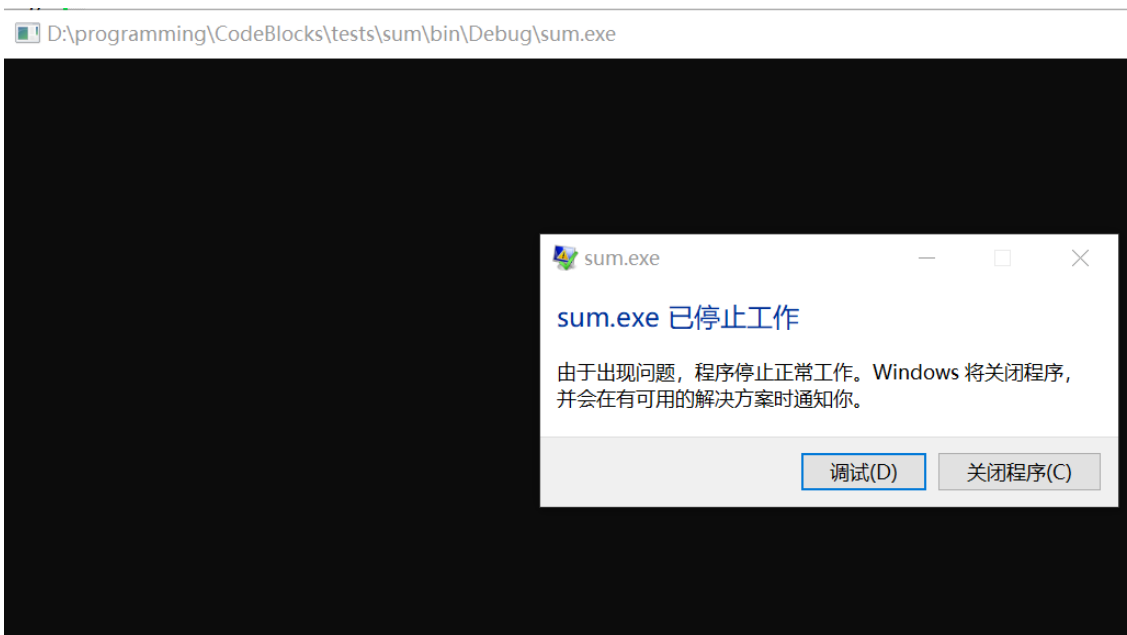 D:\programming\CodeBlocks\tests\sum\bin\Debug\sum.exe
sum.exe
sum.exe 已停止工作
由于出现问题，程序停止正常工作。Windows 将关闭程序，
并会在有可用的解决方案时通知你。
调试(D) 关闭程序(C)